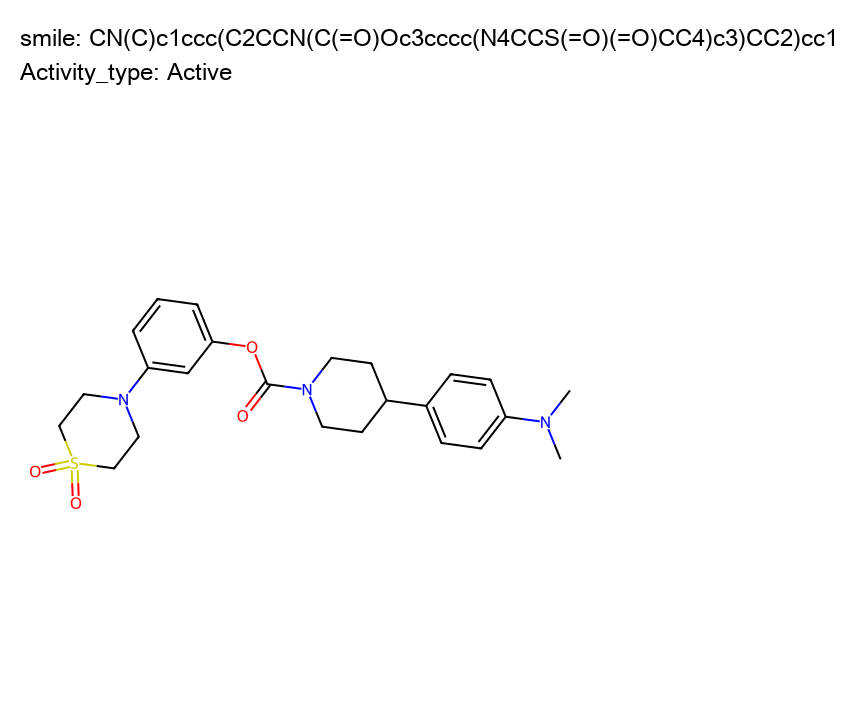 smile: CN(C)c1ccc(C2CCN(C(=O)Oc3cccc(N4CCS(=O)(=O)CC4)c3)CC2)cc1
Activity_type: Active
O
N
O
N
N
S
O
O